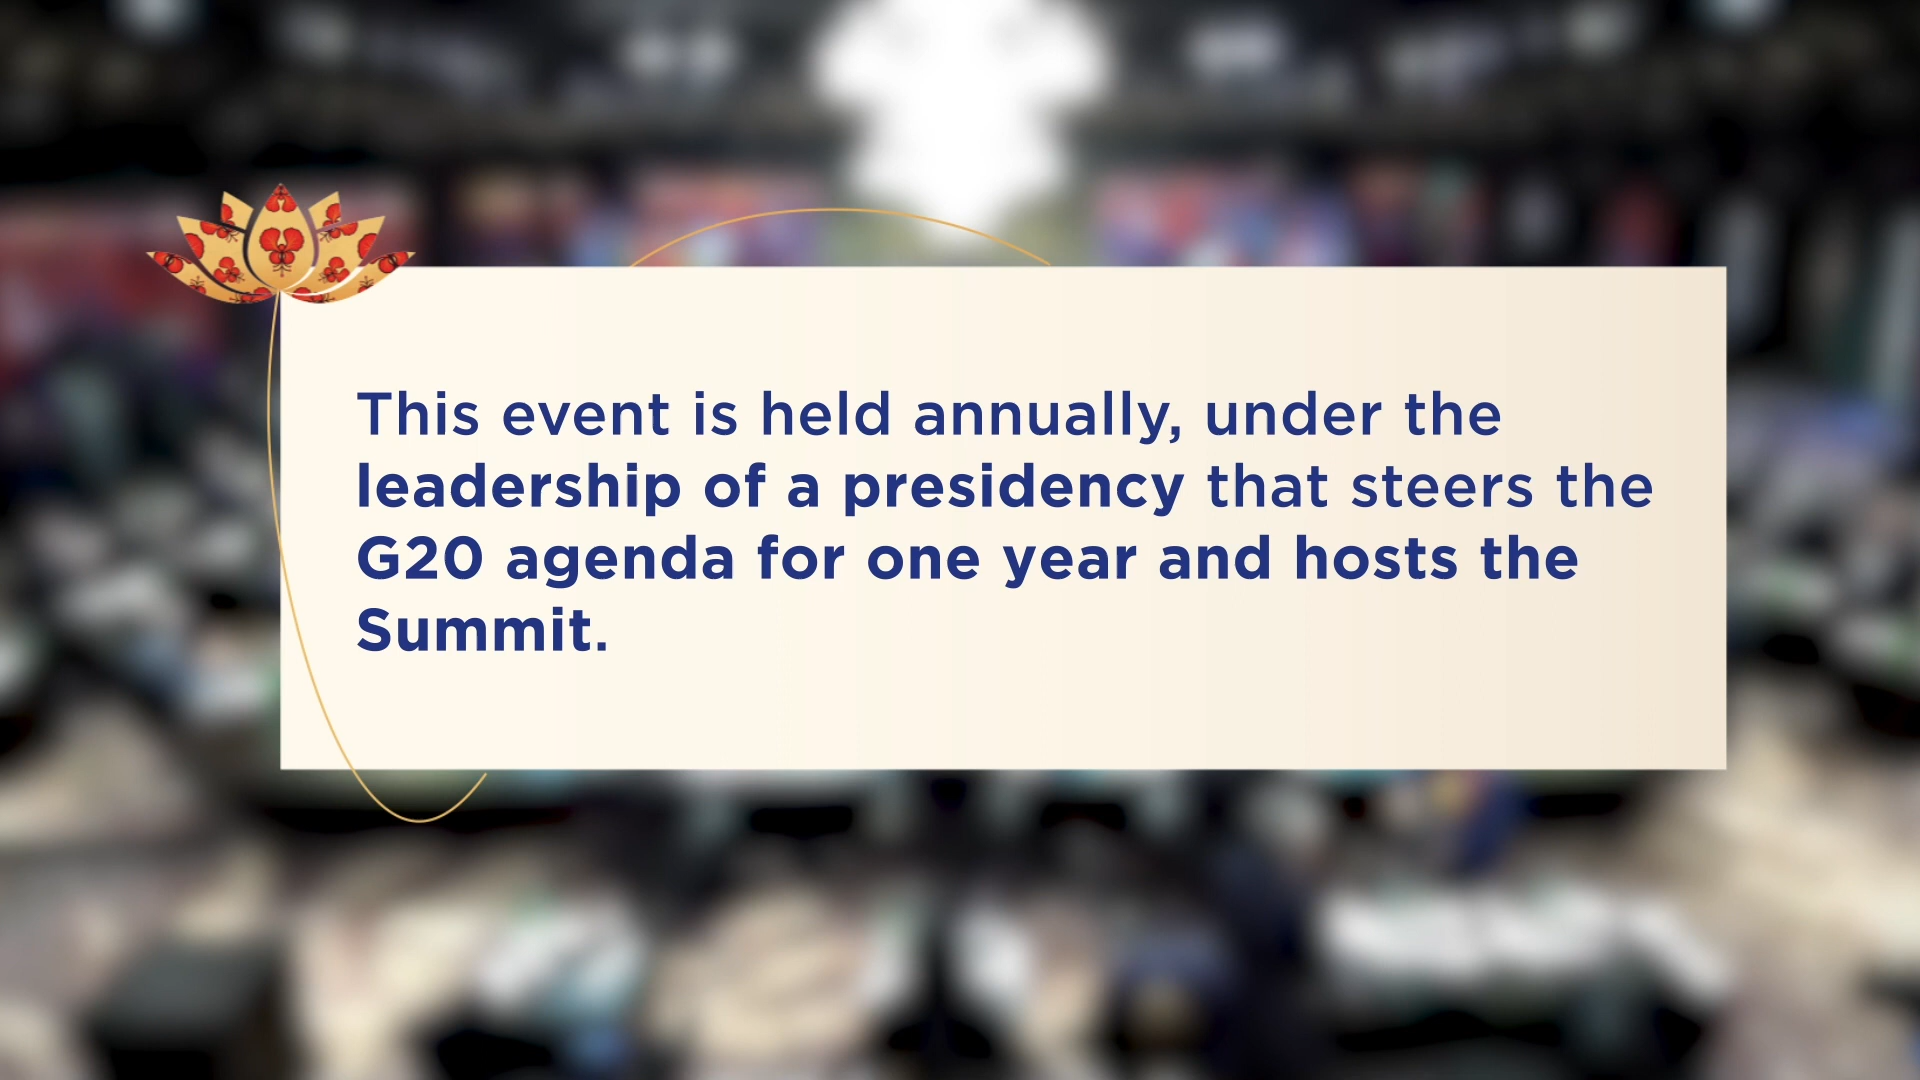 This event is held annually, under the
leadership of a presidency that steers the
G20 agenda for one year and hosts the
Summit.